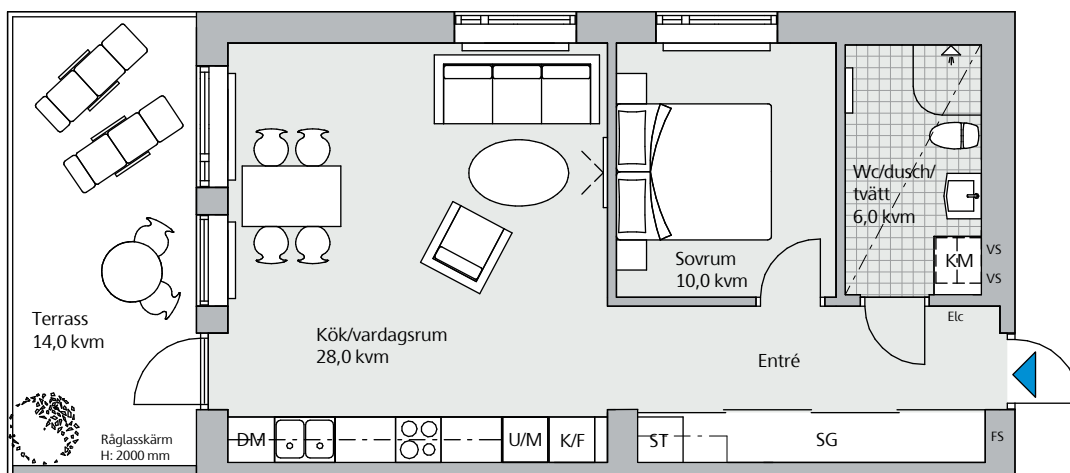 Wc/dusch/
tvätt
6,0 kvm
Sovrum
10,0 kvm
KM
VS
VS
Terrass
14,0 kvm
Kök/vardagsrum
28,0 kvm
Elc
Entré
Råglasskärm
H: 2000 mm
DM
U/M
K/F
ST
SG
FS